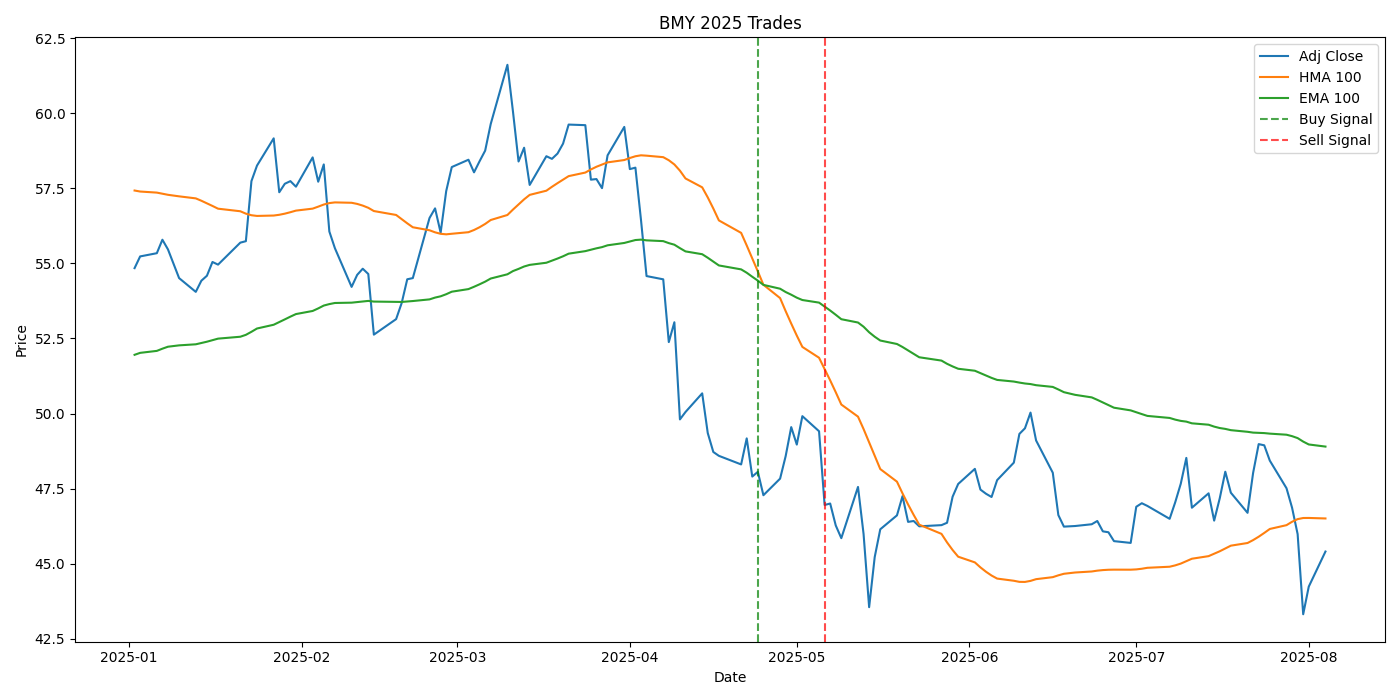 BMY 2025 Trades
Adj Close
HMA 100
EMA 100
Buy Signal
Sell Signal
Price
62.5
60.0
57.5
55.0
52.5
50.0
47.5
45.0
42.5
2025-01
2025-02
2025-03
2025-04
2025-05
2025-06
2025-07
2025-08
Date